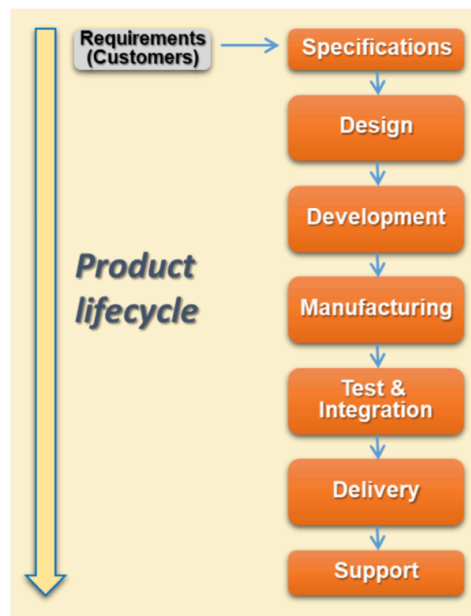 Requirements
(Customers)
Specifications
Design
Development
Product
lifecycle
Manufacturing
Test &
Integration
Delivery
Support